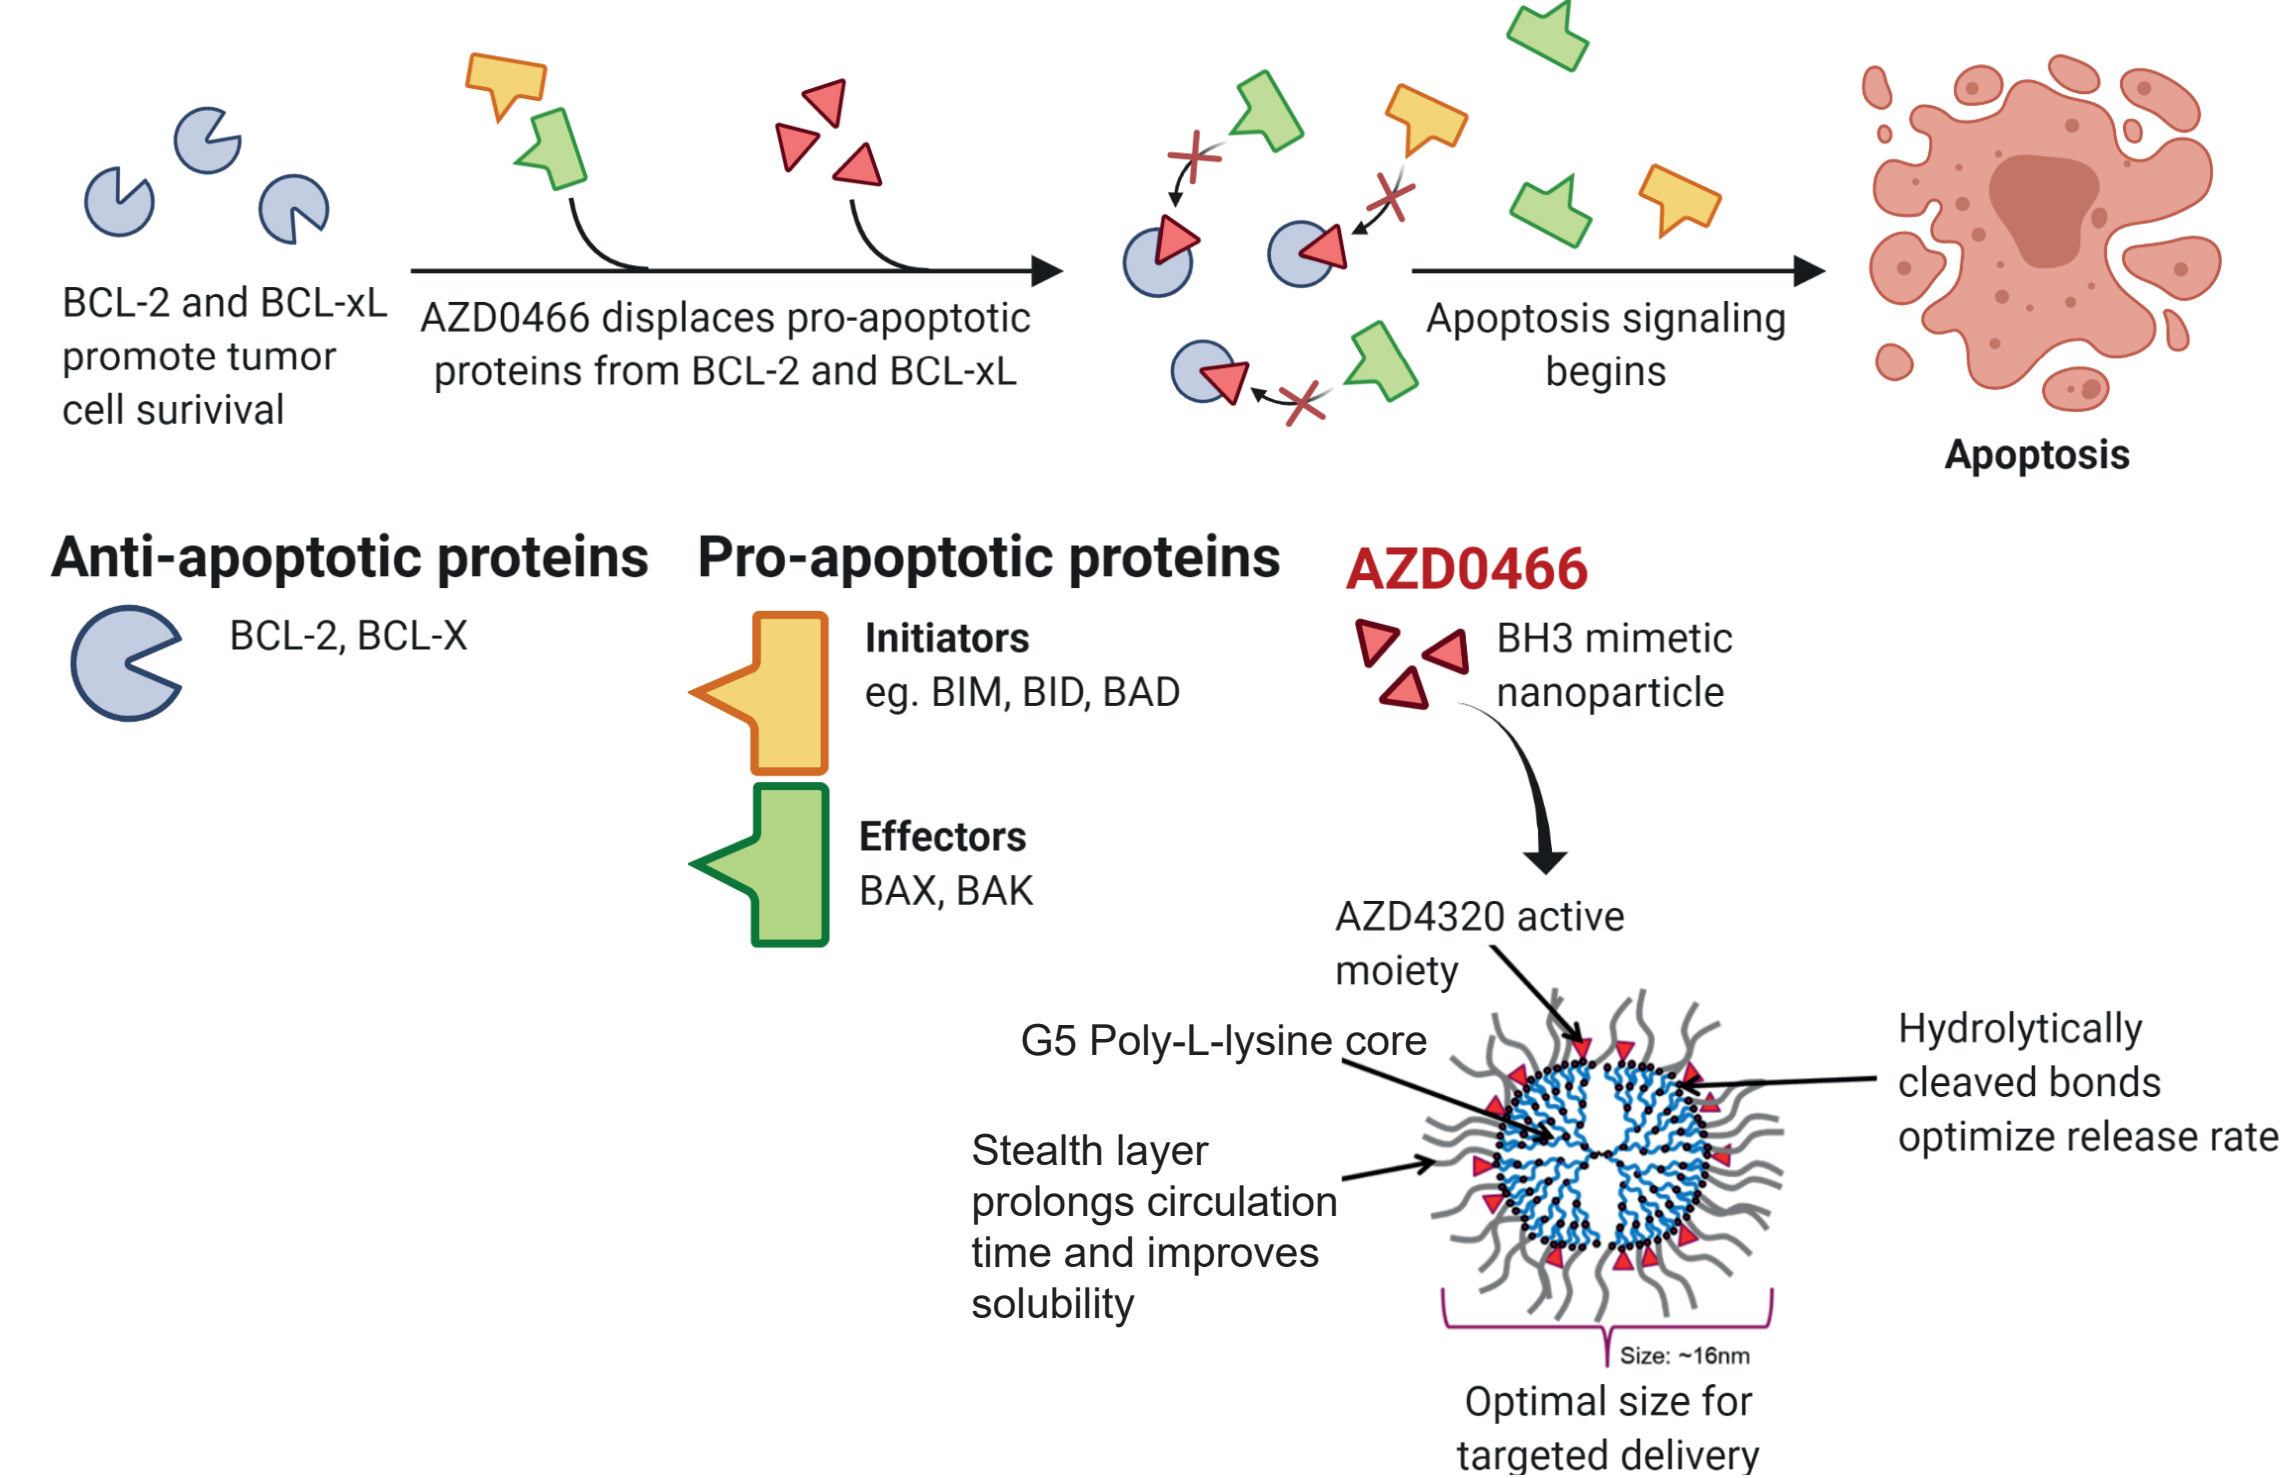 BCL-2 and BCL-xL
promote tumor
cell surivival
AZD0466 displaces pro-apoptotic
proteins from BCL-2 and BCL-xL
Apoptosis signaling
begins
Apoptosis
Anti-apoptotic proteins
BCL-2, BCL-X
Pro-apoptotic proteins
Initiators
eg. BIM, BID, BAD
Effectors
BAX, BAK
AZD0466
BH3 mimetic
nanoparticle
AZD4320 active
moiety
G5 Poly-L-lysine core
Stealth layer
prolongs circulation
time and improves
solubility
Hydrolytically
cleaved bonds
optimize release rate
Size: ~16nm
Optimal size for
targeted delivery